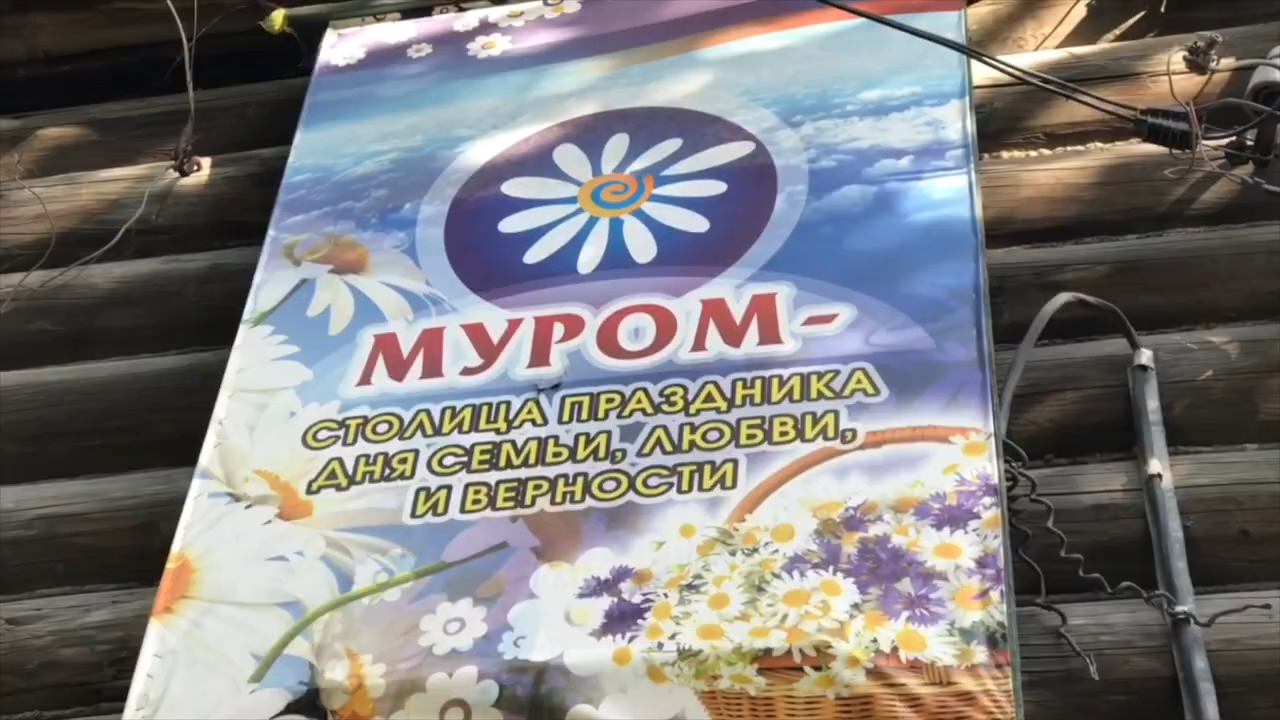 МУРОМ-
СТОЛИЦА ПРАЗДНИКА
ДНЯ СЕМЬИ, ЛЮБВИ,
И ВЕРНОСТИ